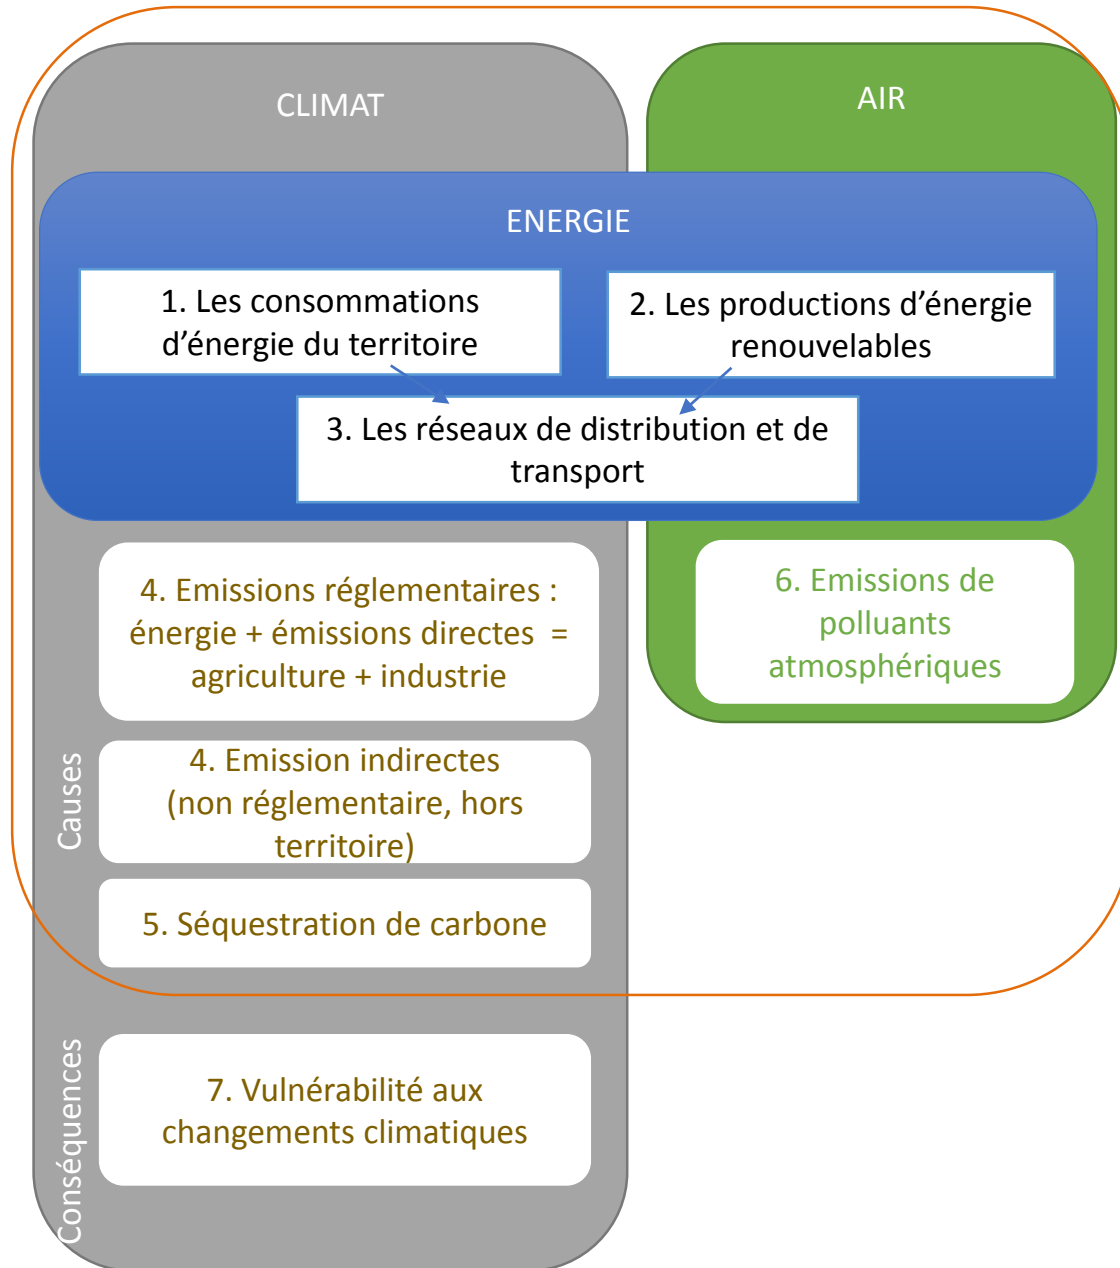 CLIMAT
AIR
ENERGIE
1. Les consommations
d’énergie du territoire
2. Les productions d’énergie
renouvelables
3. Les réseaux de distribution et de
transport
4. Emissions réglementaires :
énergie + émissions directes  =
agriculture + industrie
6. Emissions de
polluants
atmosphériques
Causes
4. Emission indirectes
(non réglementaire, hors
territoire)
5. Séquestration de carbone
Conséquences
7. Vulnérabilité aux
changements climatiques